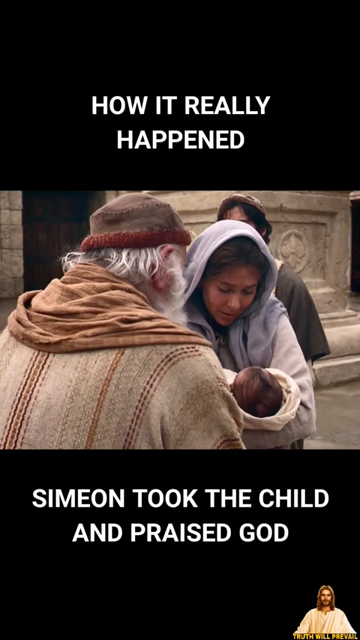 HOW IT REALLY
HAPPENED
SIMEON TOOK THE CHILD
AND PRAISED GOD
TRUTH WILL PREVAIL